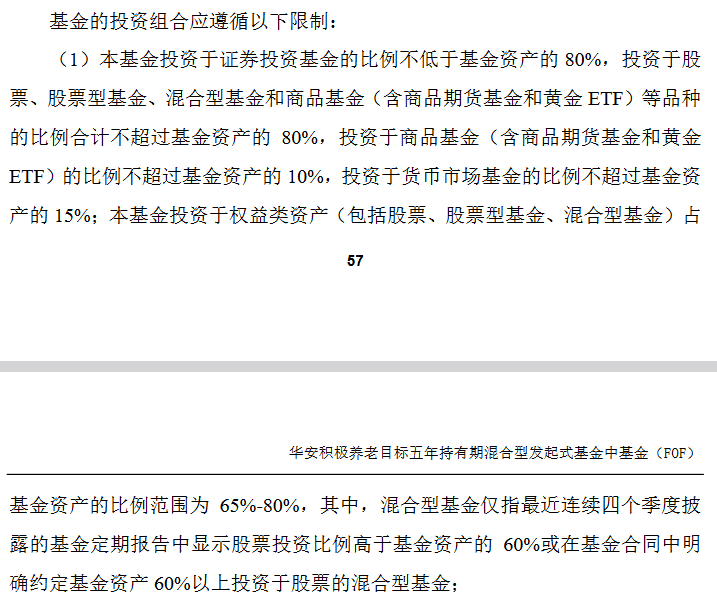 基金的投资组合应遵循以下限制：
（1）本基金投资于证券投资基金的比例不低于基金资产的 80%，投资于股
票、股票型基金、混合型基金和商品基金（含商品期货基金和黄金 ETF）等品种
的比例合计不超过基金资产的 80%，投资于商品基金（含商品期货基金和黄金
ETF）的比例不超过基金资产的 10%，投资于货币市场基金的比例不超过基金资
产的 15%；本基金投资于权益类资产（包括股票、股票型基金、混合型基金）占
57
华安积极养老目标五年持有期混合型发起式基金中基金（FOF）
基金资产的比例范围为 65%-80%，其中，混合型基金仅指最近连续四个季度披
露的基金定期报告中显示股票投资比例高于基金资产的 60%或在基金合同中明
确约定基金资产 60%以上投资于股票的混合型基金；